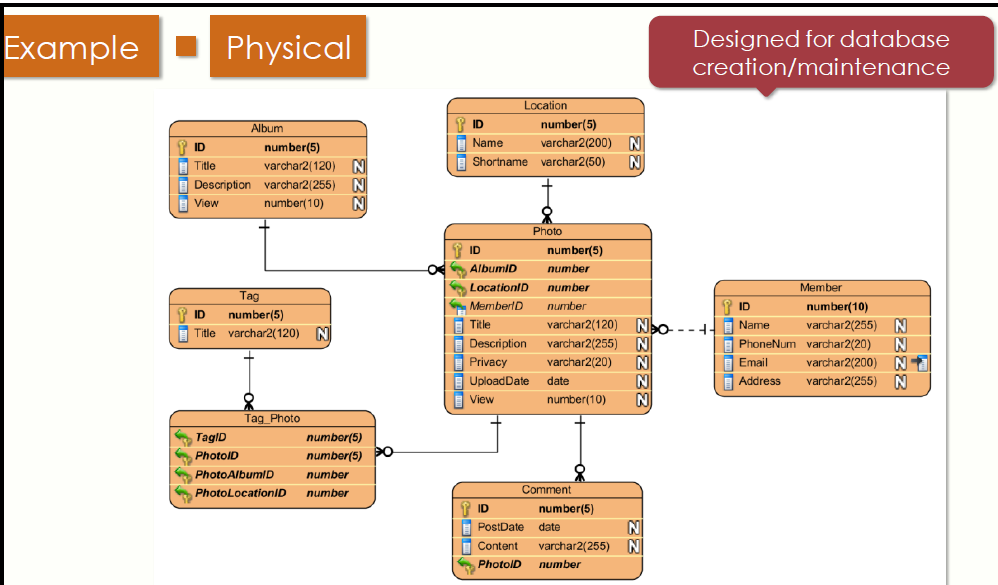 Example
Physical
Designed for database
creation/maintenance
Location
ID number(5)
Name varchar2(200) N
Shortname varchar2(50) N
Album
ID number(5)
Title varchar2(120) N
Description varchar2(255) N
View number(10) N
Photo
ID number(5)
AlbumID number
LocationID number
MemberID number
Title varchar2(120) N
Description varchar2(255) N
Privacy varchar2(20) N
UploadDate date N
View number(10) N
Tag
ID number(5)
Title varchar2(120) N
Member
ID number(10)
Name varchar2(255) N
PhoneNum varchar2(20) N
Email varchar2(200) N
Address varchar2(255) N
Tag_Photo
TagID number(5)
PhotoID number(5)
PhotoAlbumID number
PhotoLocationID number
Comment
ID number(5)
PostDate date N
Content varchar2(255) N
PhotoID number